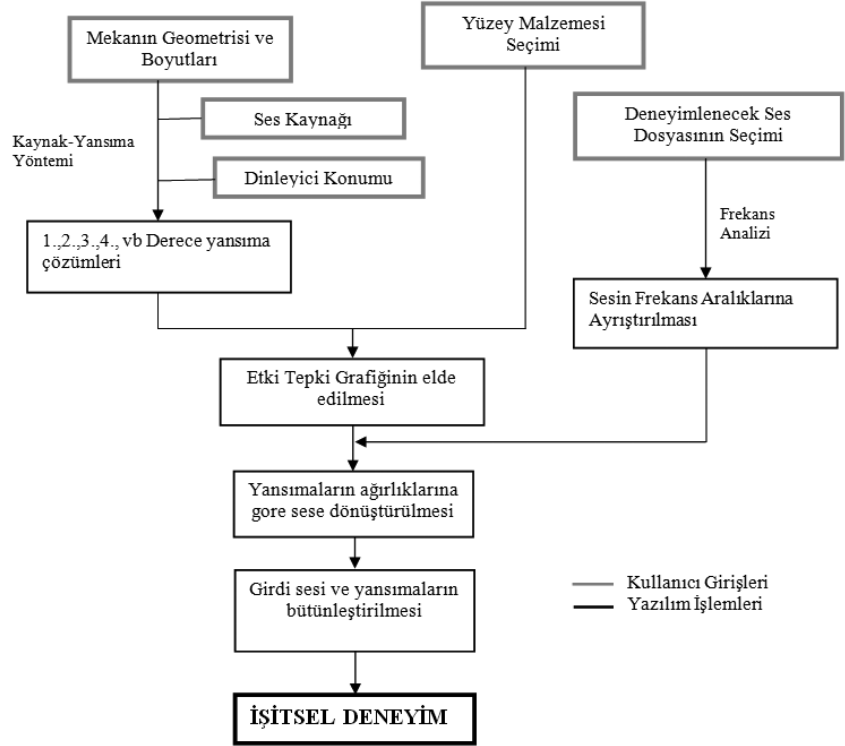 Mekanın Geometrisi ve
Boyutları
Yüzey Malzemesi
Seçimi
Ses Kaynağı
Deneyimlenecek Ses
Dosyasının Seçimi
Kaynak-Yansıma
Yöntemi
Dinleyici Konumu
Frekans
Analizi
1.,2.,3.,4., vb Derece yansıma
çözümleri
Sesin Frekans Aralıklarına
Ayrıştırılması
Etki Tepki Grafiğinin elde
edilmesi
Yansımaların ağırlıklarına
gore sese dönüştürülmesi
Girdi sesi ve yansımaların
bütünleştirilmesi
Kullanıcı Girişleri
Yazılım İşlemleri
İŞİTSEL DENEYİM